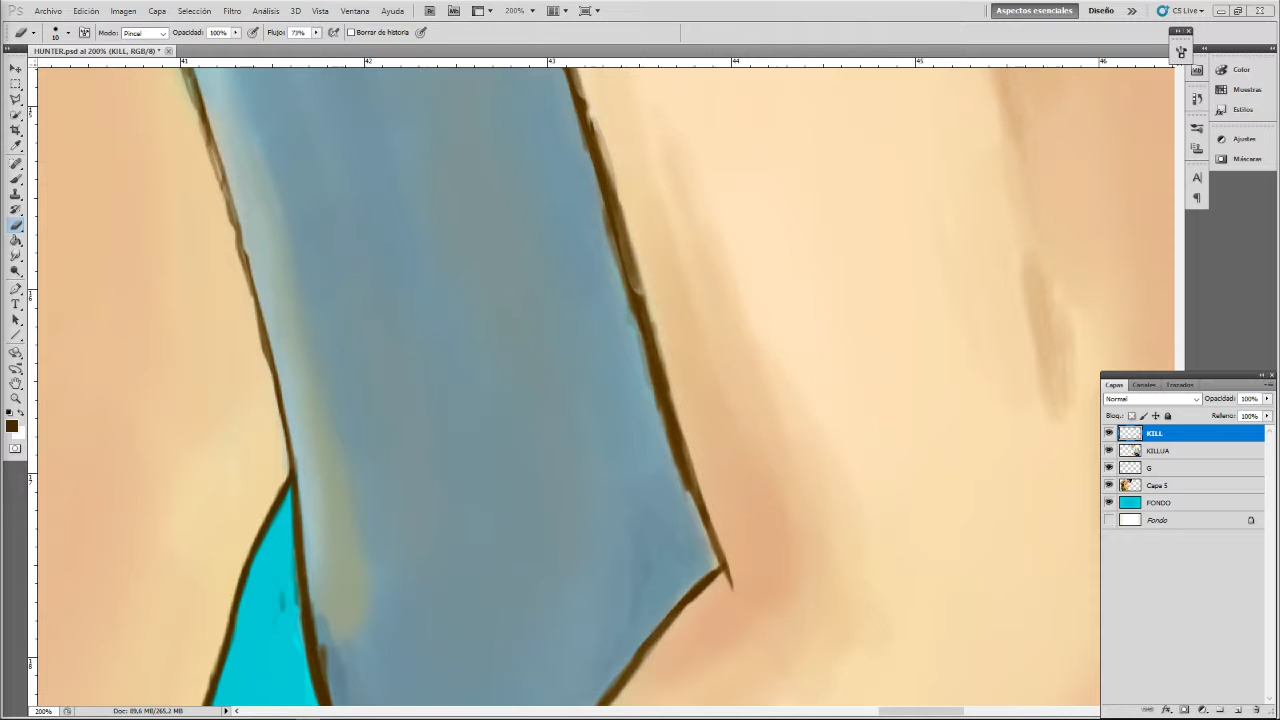 Ps Archivo Edición Imagen Capa Selección Filtro Análisis 3D Vista Ventana Ayuda Br Mb 200% Aspectos esenciales Diseño CS Live
10 Modo: Pincel Opacidad: 100% Flujo: 73% Borrar de historia
HUNTER.psd al 200% (KILL, RGB/8) *
41 42 43 44 45 46
Color
Muestras
Estilos
Ajustes
Máscaras
Capas Canales Trazados
Normal Opacidad: 100%
Bloq.: Relleno: 100%
KILL
KILLUA
G
Capa 5
FONDO
Fondo
200% Doc: 89,6 MB/265,2 MB